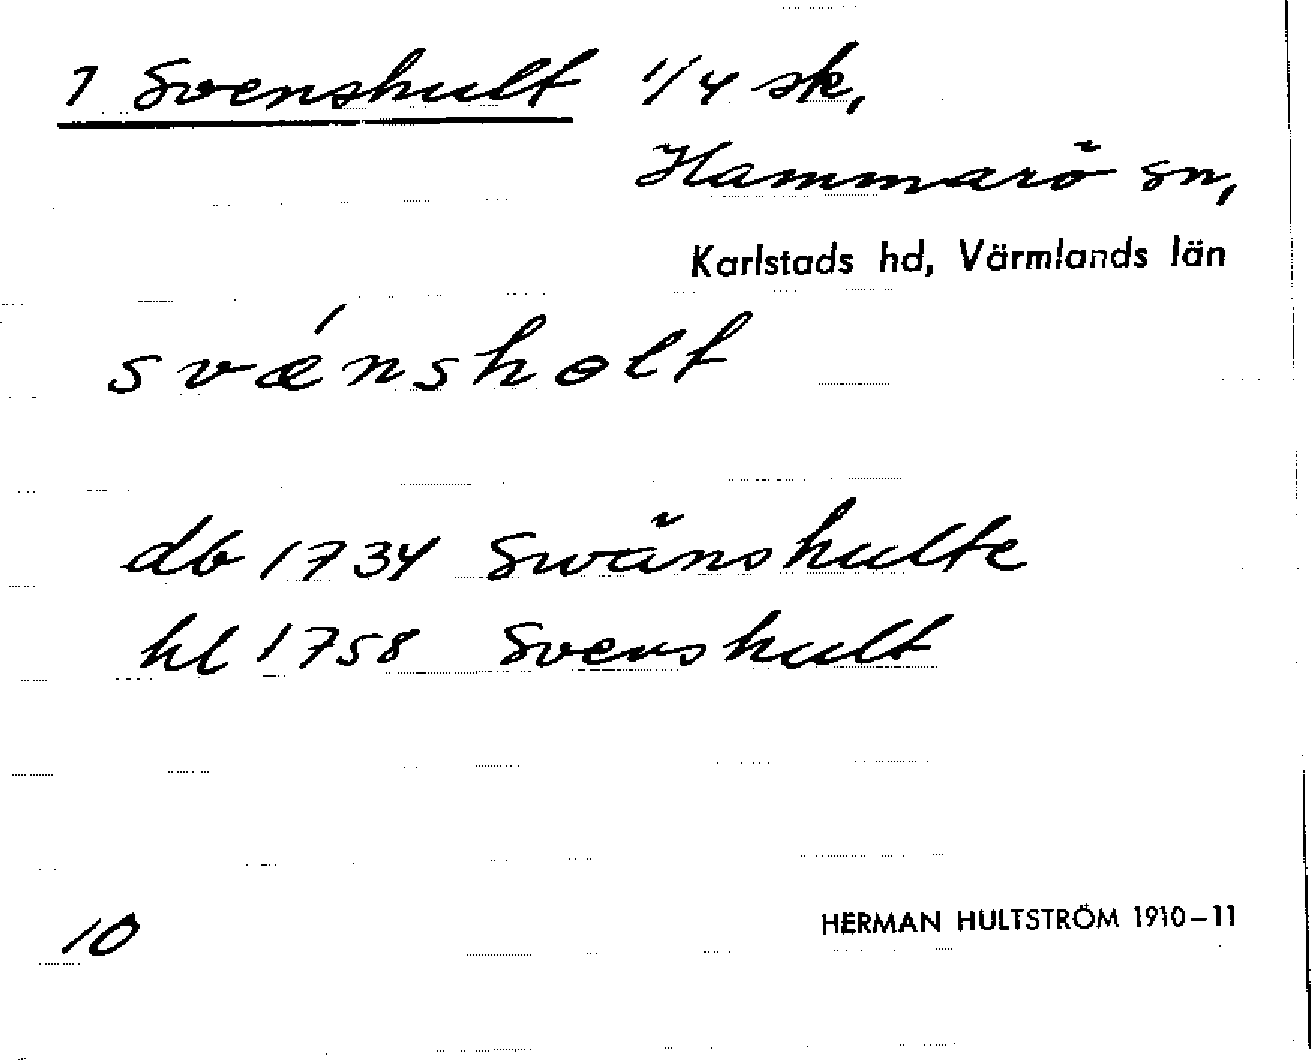 1 Svenshult 1/4 sk,
Hammarö sn,
Karlstads hd, Värmlands län
svǽnshɵlt
db 1734 Swänshulte
hl 1758 Svenshult
10
HERMAN HULTSTRÖM 1910–11